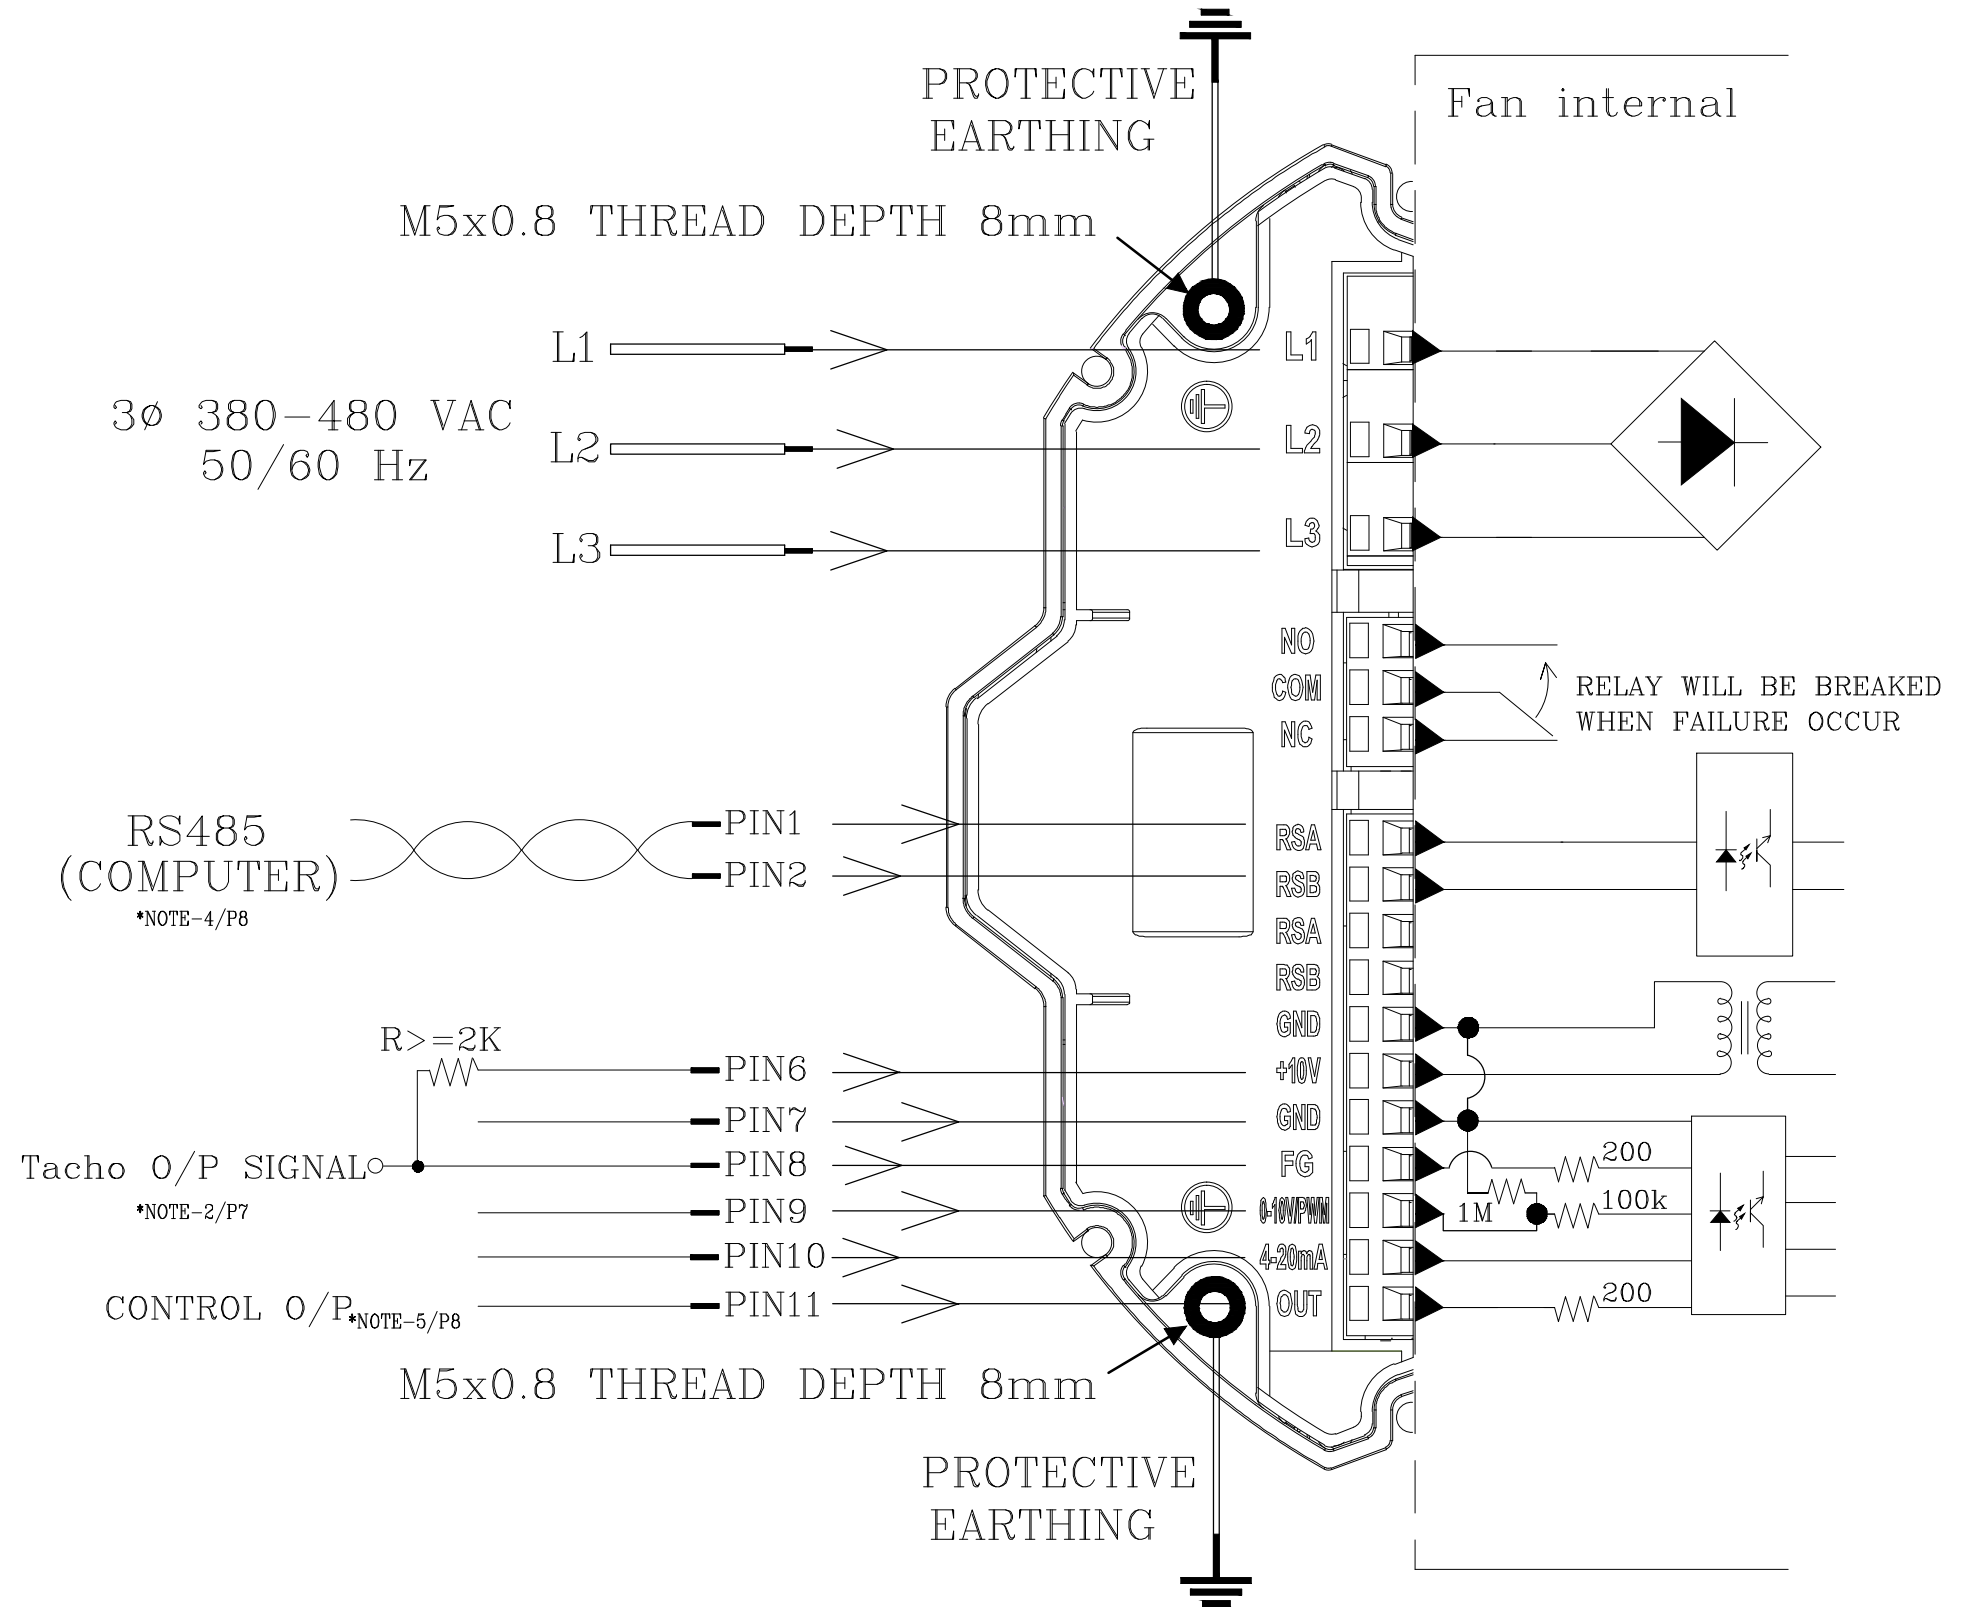 PROTECTIVE
EARTHING
Fan internal
M5x0.8 THREAD DEPTH 8mm
L1
L1
3ø 380-480 VAC
50/60 Hz
L2
L2
L3
L3
NO
COM
NC
RELAY WILL BE BREAKED
WHEN FAILURE OCCUR
RS485
(COMPUTER)
*NOTE-4/P8
PIN1
PIN2
RSA
RSB
RSA
RSB
GND
R>=2K
PIN6
+10V
PIN7
GND
Tacho O/P SIGNAL
*NOTE-2/P7
PIN8
FG
200
PIN9
0-10V/PWM
1M
100k
PIN10
4-20mA
CONTROL O/P
*NOTE-5/P8
PIN11
OUT
200
M5x0.8 THREAD DEPTH 8mm
PROTECTIVE
EARTHING